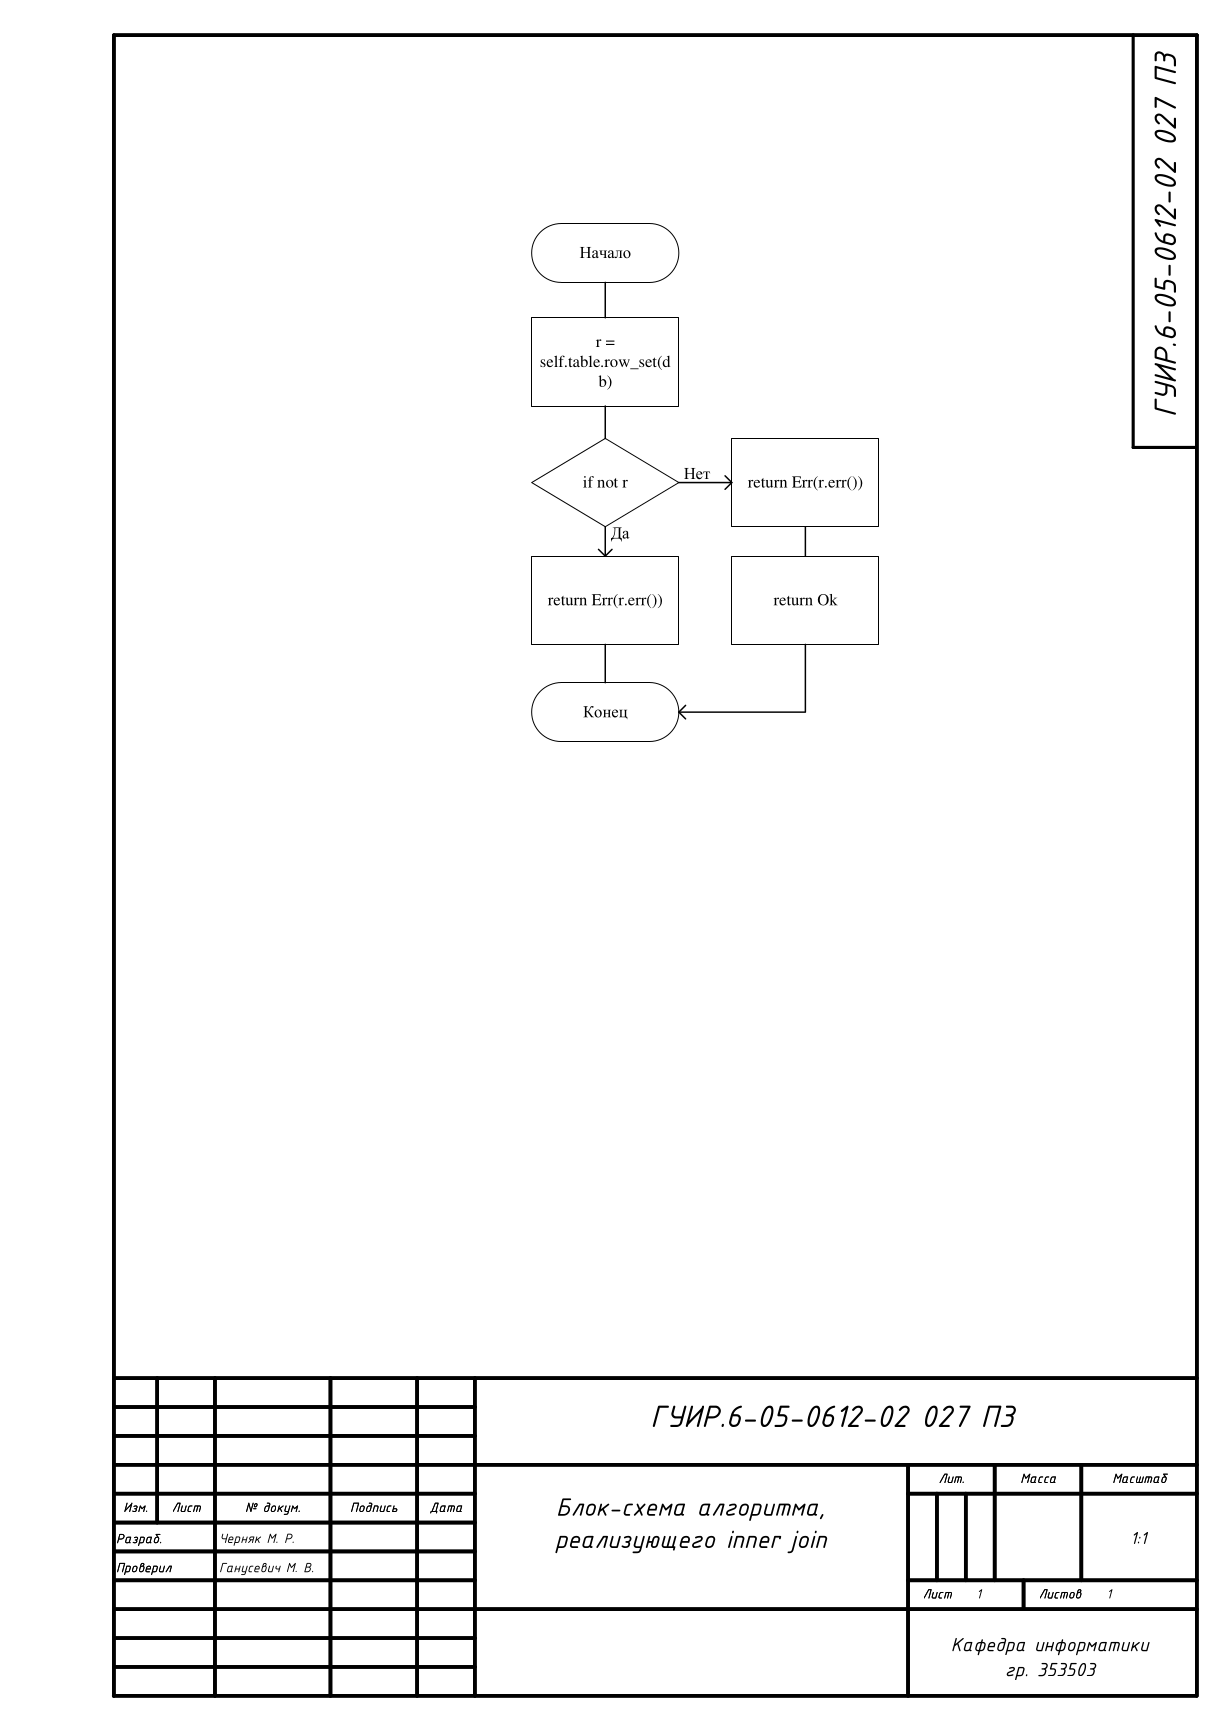 ГУИР.6-05-0612-02 027 ПЗ
Начало
r =
self.table.row_set(d
b)
if not r
Нет
return Err(r.err())
Да
return Err(r.err())
return Ok
Конец
ГУИР.6-05-0612-02 027 ПЗ
Лит.
Масса
Масштаб
Изм.
Лист
№ докум.
Подпись
Дата
Блок-схема алгоритма,
реализующего inner join
1:1
Разраб.
Черняк М. Р.
Проверил
Ганусевич М. В.
Лист 1
Листов 1
Кафедра информатики
гр. 353503